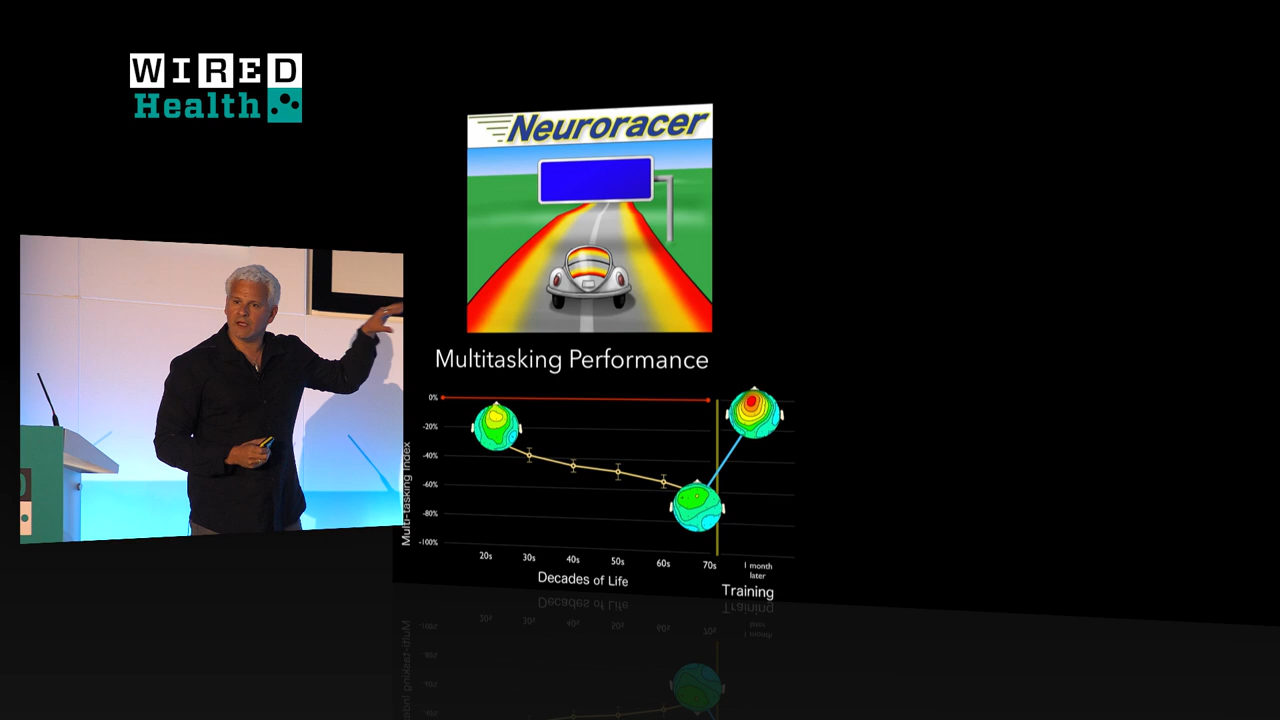 WIRED
Health
Neuroracer
Multitasking Performance
0%
-20%
-40%
-60%
-80%
-100%
Multi-tasking Index
20s
30s
40s
50s
60s
70s
1 month
later
Decades of Life
Training